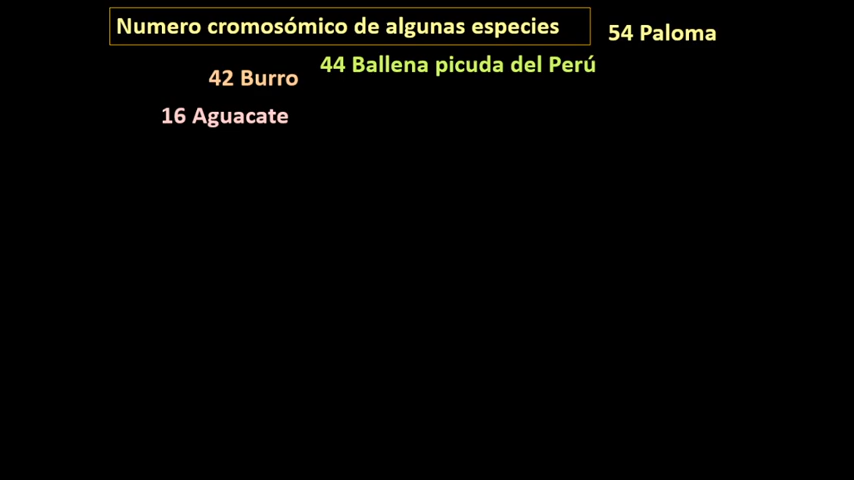 Numero cromosómico de algunas especies
54 Paloma
44 Ballena picuda del Perú
42 Burro
16 Aguacate